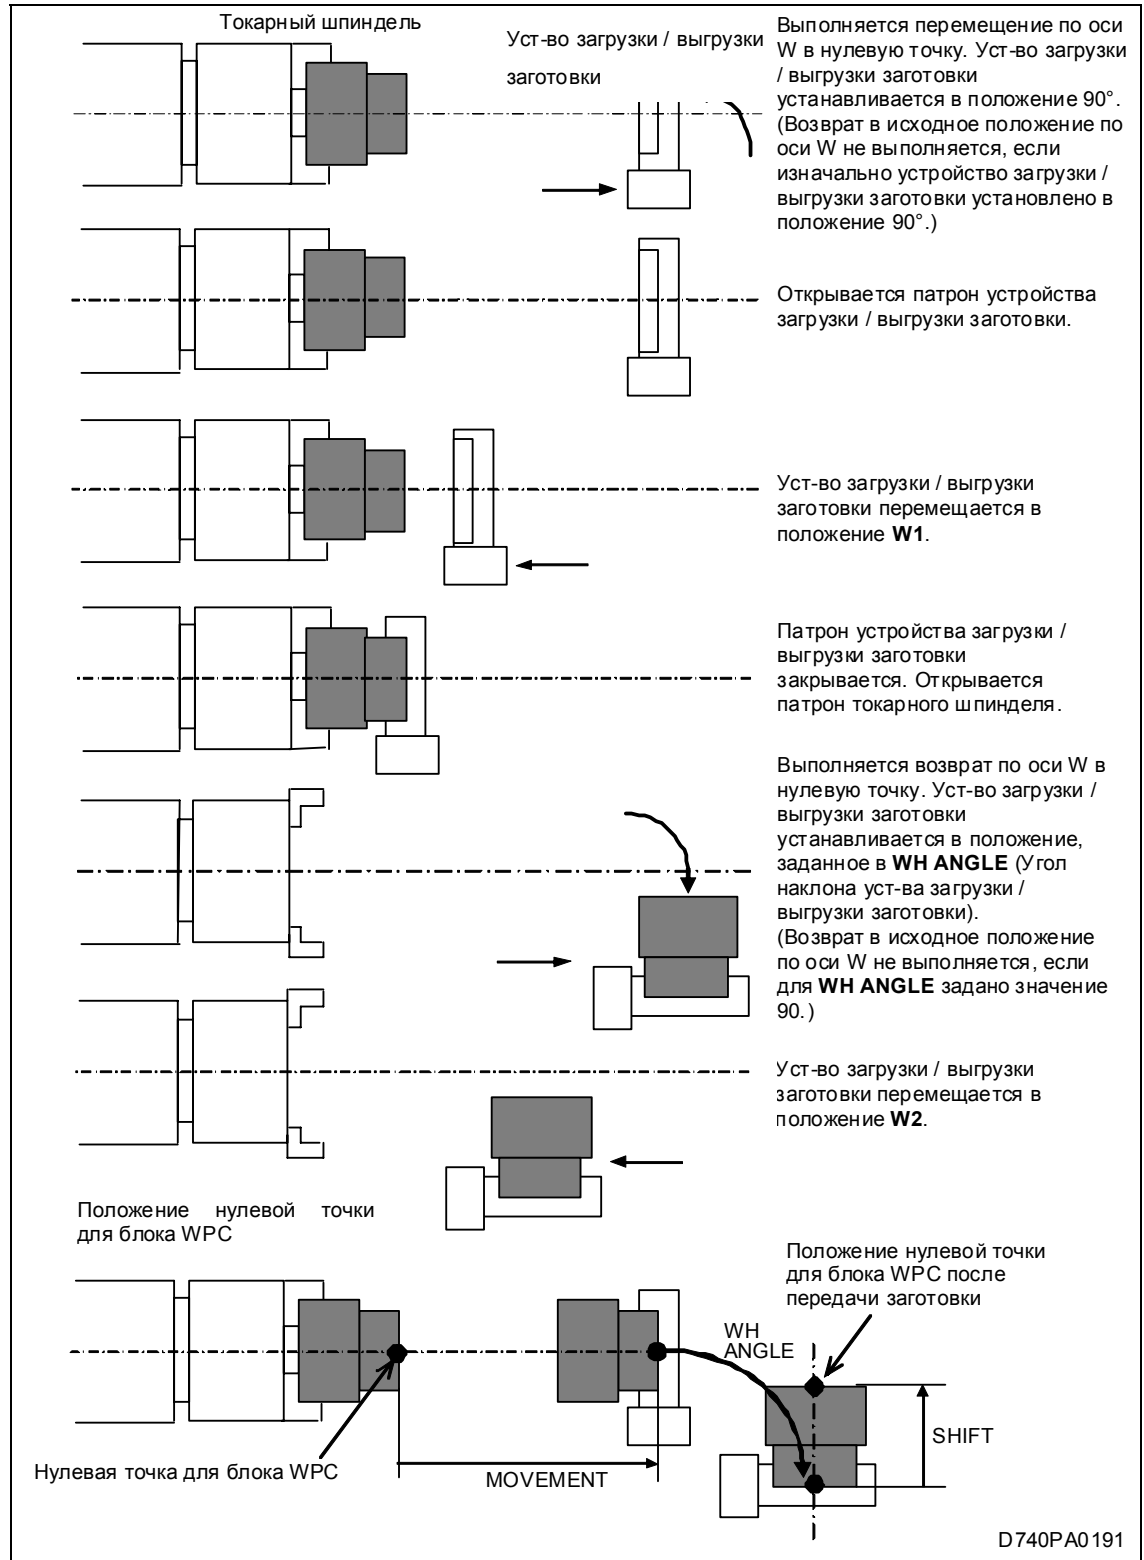 Токарный шпиндель
Уст-во загрузки / выгрузки
заготовки
Выполняется перемещение по оси
W в нулевую точку. Уст-во загрузки
/ выгрузки заготовки
устанавливается в положение 90°.
(Возврат в исходное положение по
оси W не выполняется, если
изначально устройство загрузки /
выгрузки заготовки установлено в
положение 90°.)
Открывается патрон устройства
загрузки / выгрузки заготовки.
Уст-во загрузки / выгрузки
заготовки перемещается в
положение W1.
Патрон устройства загрузки /
выгрузки заготовки
закрывается. Открывается
патрон токарного шпинделя.
Выполняется возврат по оси W в
нулевую точку. Уст-во загрузки /
выгрузки заготовки
устанавливается в положение,
заданное в WH ANGLE (Угол
наклона уст-ва загрузки /
выгрузки заготовки).
(Возврат в исходное положение
по оси W не выполняется, если
для WH ANGLE задано значение
90.)
Уст-во загрузки / выгрузки
заготовки перемещается в
положение W2.
Положение нулевой точки
для блока WPC
Положение нулевой точки
для блока WPC после
передачи заготовки
WH
ANGLE
SHIFT
Нулевая точка для блока WPC
MOVEMENT
D740PA0191